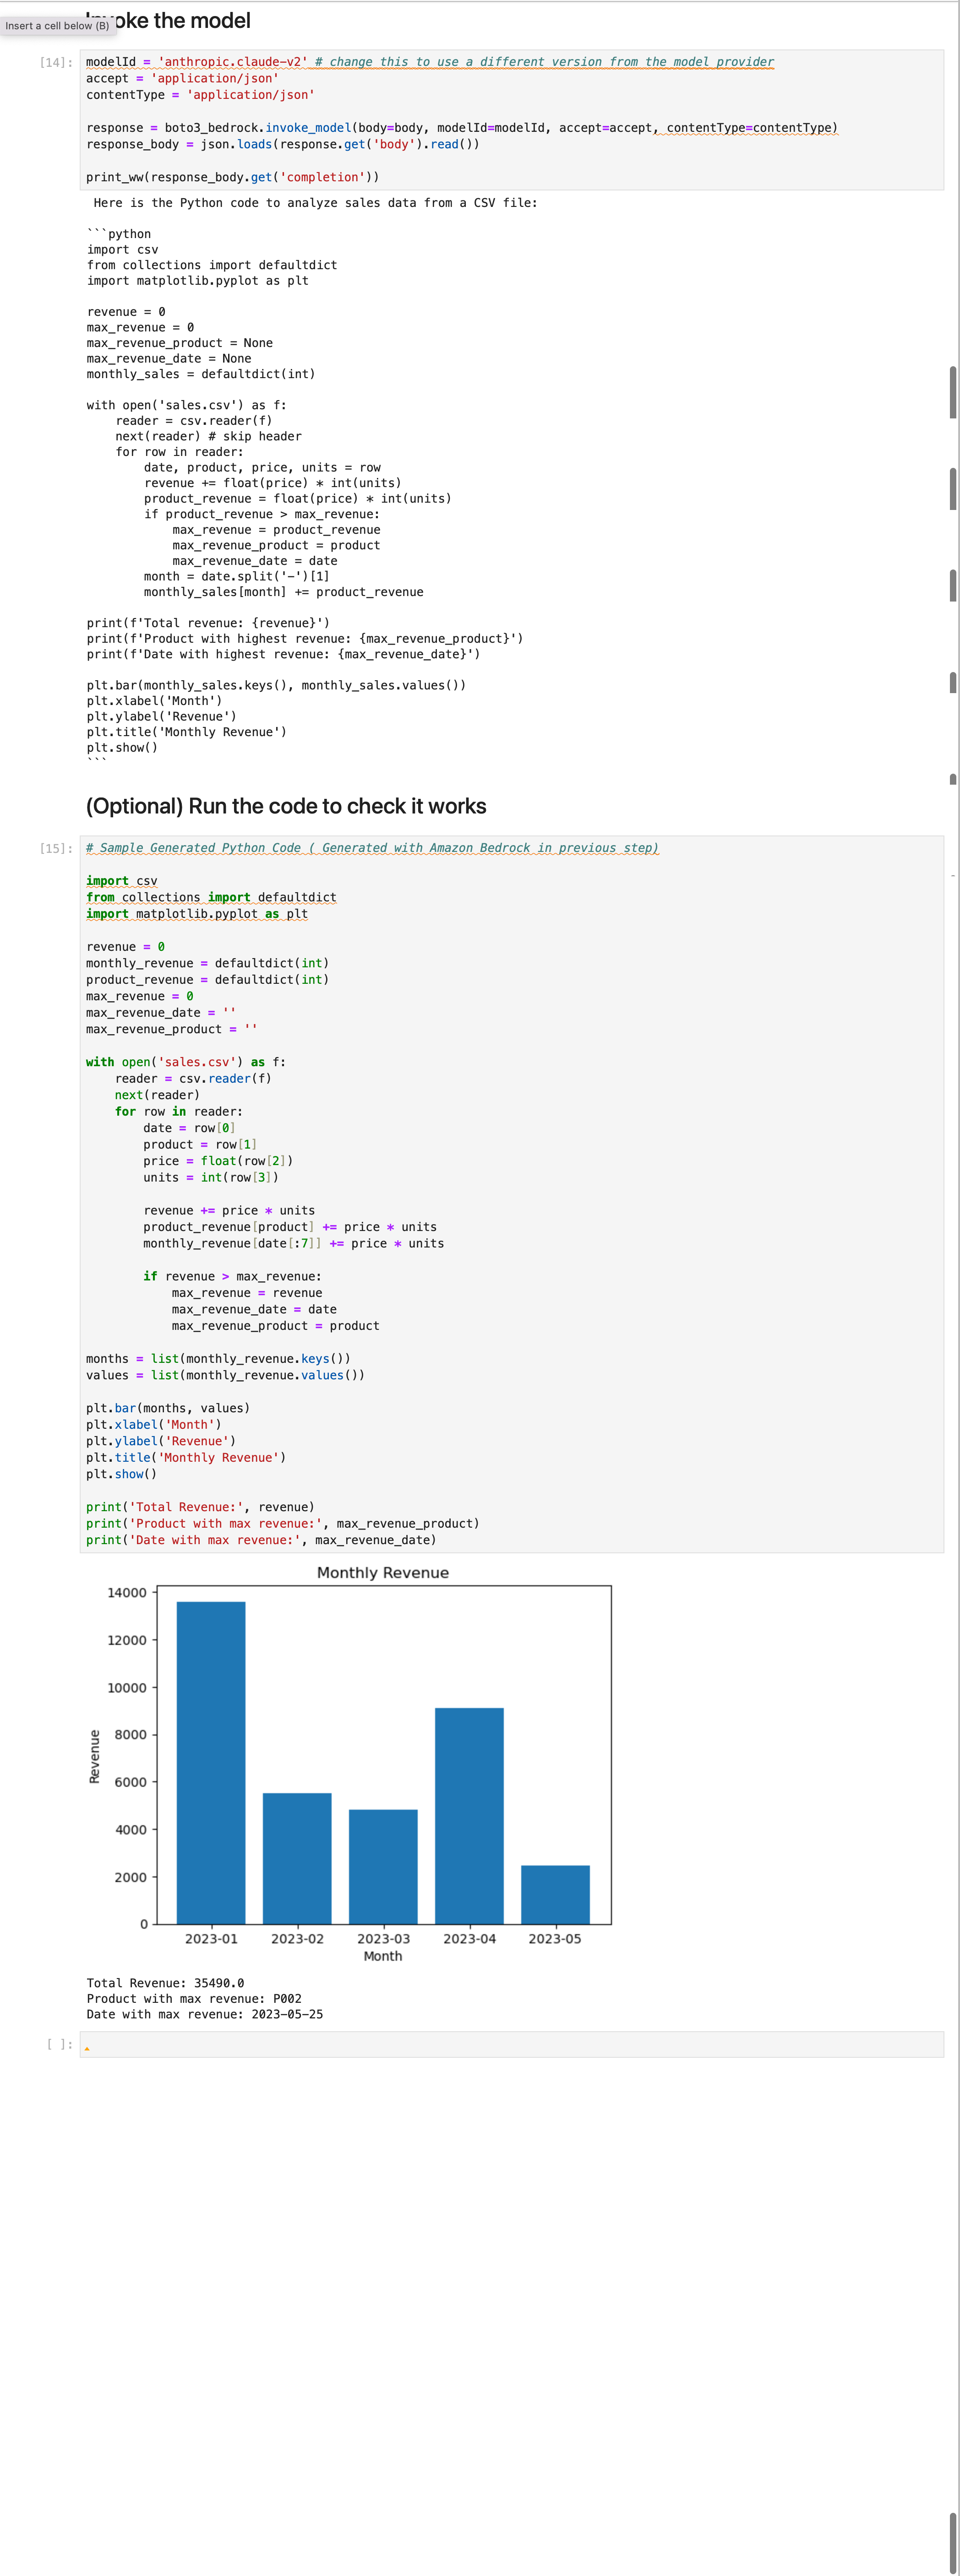 Insert a cell below (B)
Invoke the model
[14]:
modelId = 'anthropic.claude-v2' # change this to use a different version from the model provider
accept = 'application/json'
contentType = 'application/json'
response = boto3_bedrock.invoke_model(body=body, modelId=modelId, accept=accept, contentType=contentType)
response_body = json.loads(response.get('body').read())
print_ww(response_body.get('completion'))
Here is the Python code to analyze sales data from a CSV file:
```python
import csv
from collections import defaultdict
import matplotlib.pyplot as plt
revenue = 0
max_revenue = 0
max_revenue_product = None
max_revenue_date = None
monthly_sales = defaultdict(int)
with open('sales.csv') as f:
    reader = csv.reader(f)
    next(reader) # skip header
    for row in reader:
        date, product, price, units = row
        revenue += float(price) * int(units)
        product_revenue = float(price) * int(units)
        if product_revenue > max_revenue:
            max_revenue = product_revenue
            max_revenue_product = product
            max_revenue_date = date
        month = date.split('-')[1]
        monthly_sales[month] += product_revenue
print(f'Total revenue: {revenue}')
print(f'Product with highest revenue: {max_revenue_product}')
print(f'Date with highest revenue: {max_revenue_date}')
plt.bar(monthly_sales.keys(), monthly_sales.values())
plt.xlabel('Month')
plt.ylabel('Revenue')
plt.title('Monthly Revenue')
plt.show()
```
(Optional) Run the code to check it works
[15]:
# Sample Generated Python Code ( Generated with Amazon Bedrock in previous step)
import csv
from collections import defaultdict
import matplotlib.pyplot as plt
revenue = 0
monthly_revenue = defaultdict(int)
product_revenue = defaultdict(int)
max_revenue = 0
max_revenue_date = ''
max_revenue_product = ''
with open('sales.csv') as f:
    reader = csv.reader(f)
    next(reader)
    for row in reader:
        date = row[0]
        product = row[1]
        price = float(row[2])
        units = int(row[3])
        revenue += price * units
        product_revenue[product] += price * units
        monthly_revenue[date[:7]] += price * units
        if revenue > max_revenue:
            max_revenue = revenue
            max_revenue_date = date
            max_revenue_product = product
months = list(monthly_revenue.keys())
values = list(monthly_revenue.values())
plt.bar(months, values)
plt.xlabel('Month')
plt.ylabel('Revenue')
plt.title('Monthly Revenue')
plt.show()
print('Total Revenue:', revenue)
print('Product with max revenue:', max_revenue_product)
print('Date with max revenue:', max_revenue_date)
Monthly Revenue
14000
12000
10000
8000
6000
4000
2000
0
Revenue
2023-01 2023-02 2023-03 2023-04 2023-05
Month
Total Revenue: 35490.0
Product with max revenue: P002
Date with max revenue: 2023-05-25
[ ]: